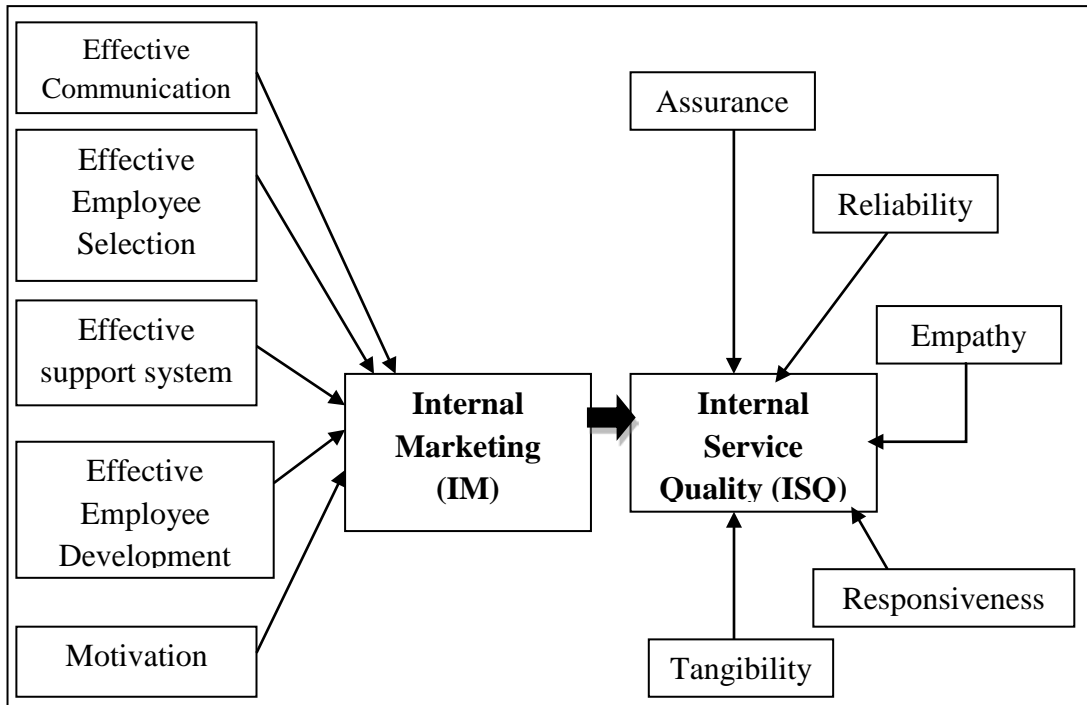 Effective
Communication
Effective
Employee
Selection
Effective
support system
Effective
Employee
Development
Motivation
Internal
Marketing
(IM)
Assurance
Reliability
Empathy
Internal
Service
Quality (ISQ)
Responsiveness
Tangibility